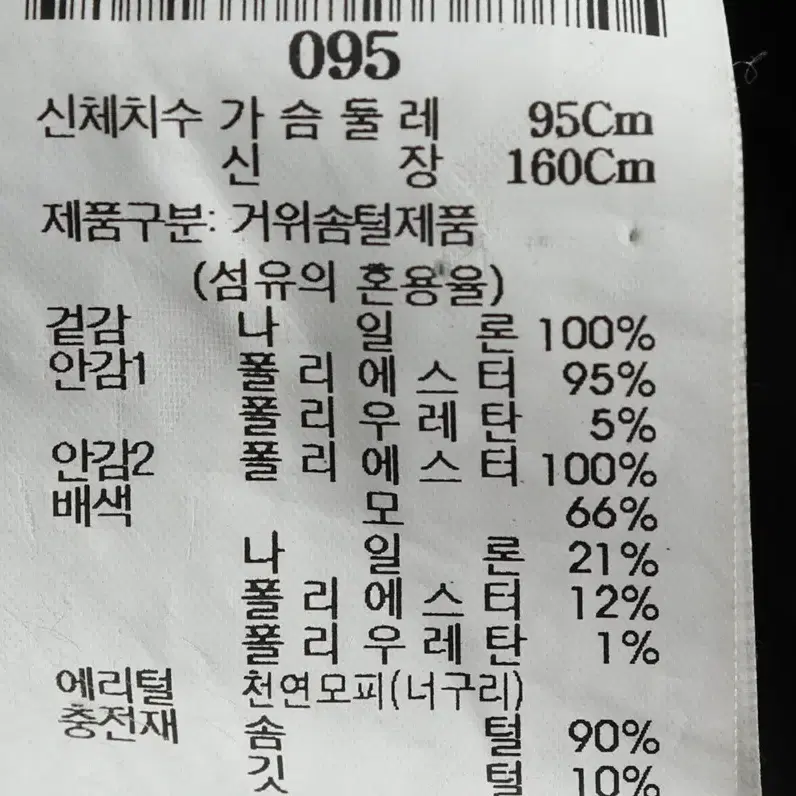 095
신체치수 가슴둘레 95Cm
신장 160Cm
제품구분: 거위솜털제품
(섬유의 혼용율)
겉감 나일론 100%
안감1 폴리에스터 95%
폴리우레탄 5%
안감2 폴리에스터 100%
배색 모 66%
나일론 21%
폴리에스터 12%
폴리우레탄 1%
에리털 천연모피(너구리)
충전재 솜털 90%
깃털 10%